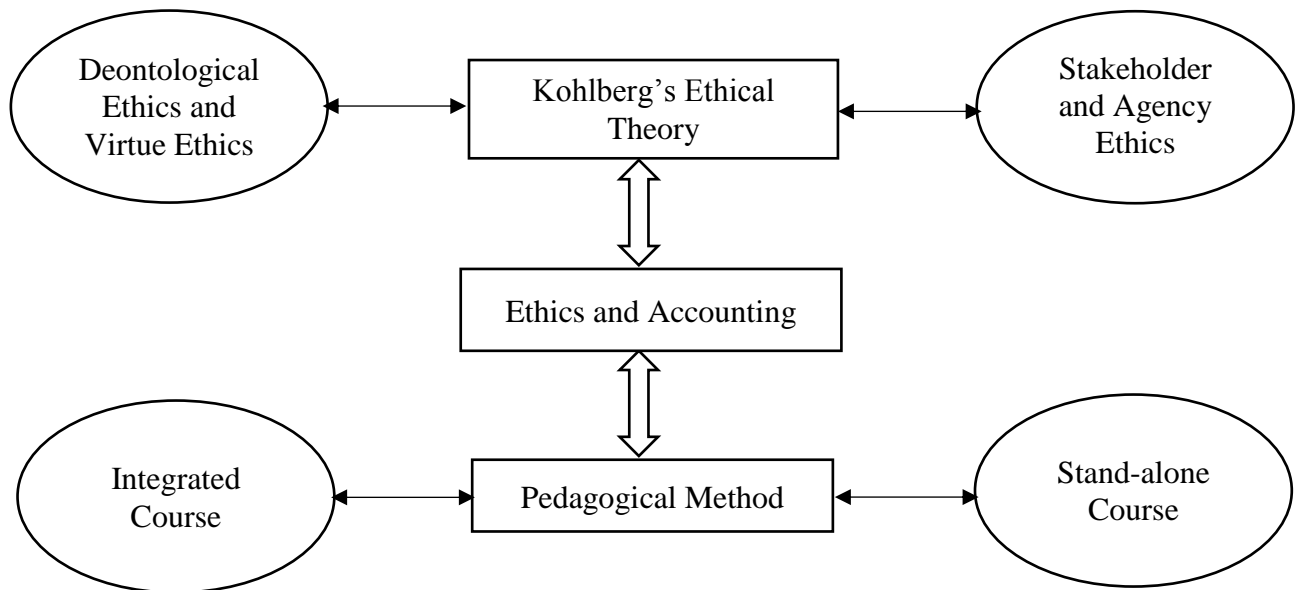 Deontological
Ethics and
Virtue Ethics
Kohlberg’s Ethical
Theory
Stakeholder
and Agency
Ethics
Ethics and Accounting
Integrated
Course
Pedagogical Method
Stand-alone
Course